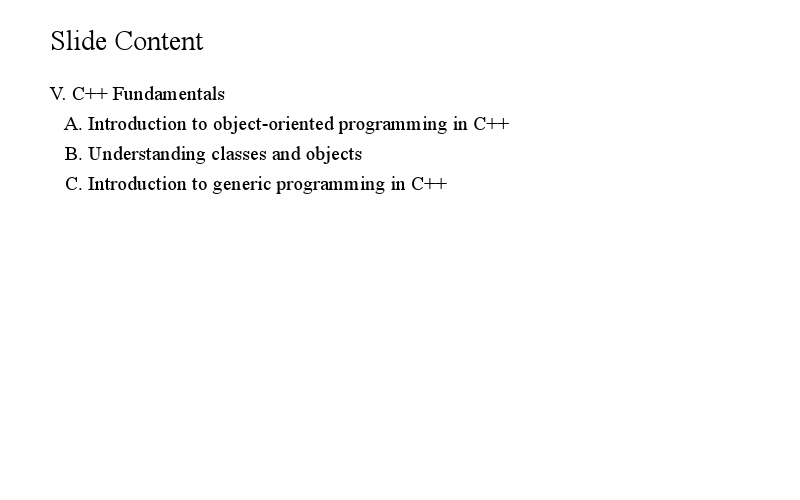 Slide Content
V. C++ Fundamentals
A. Introduction to object-oriented programming in C++
B. Understanding classes and objects
C. Introduction to generic programming in C++